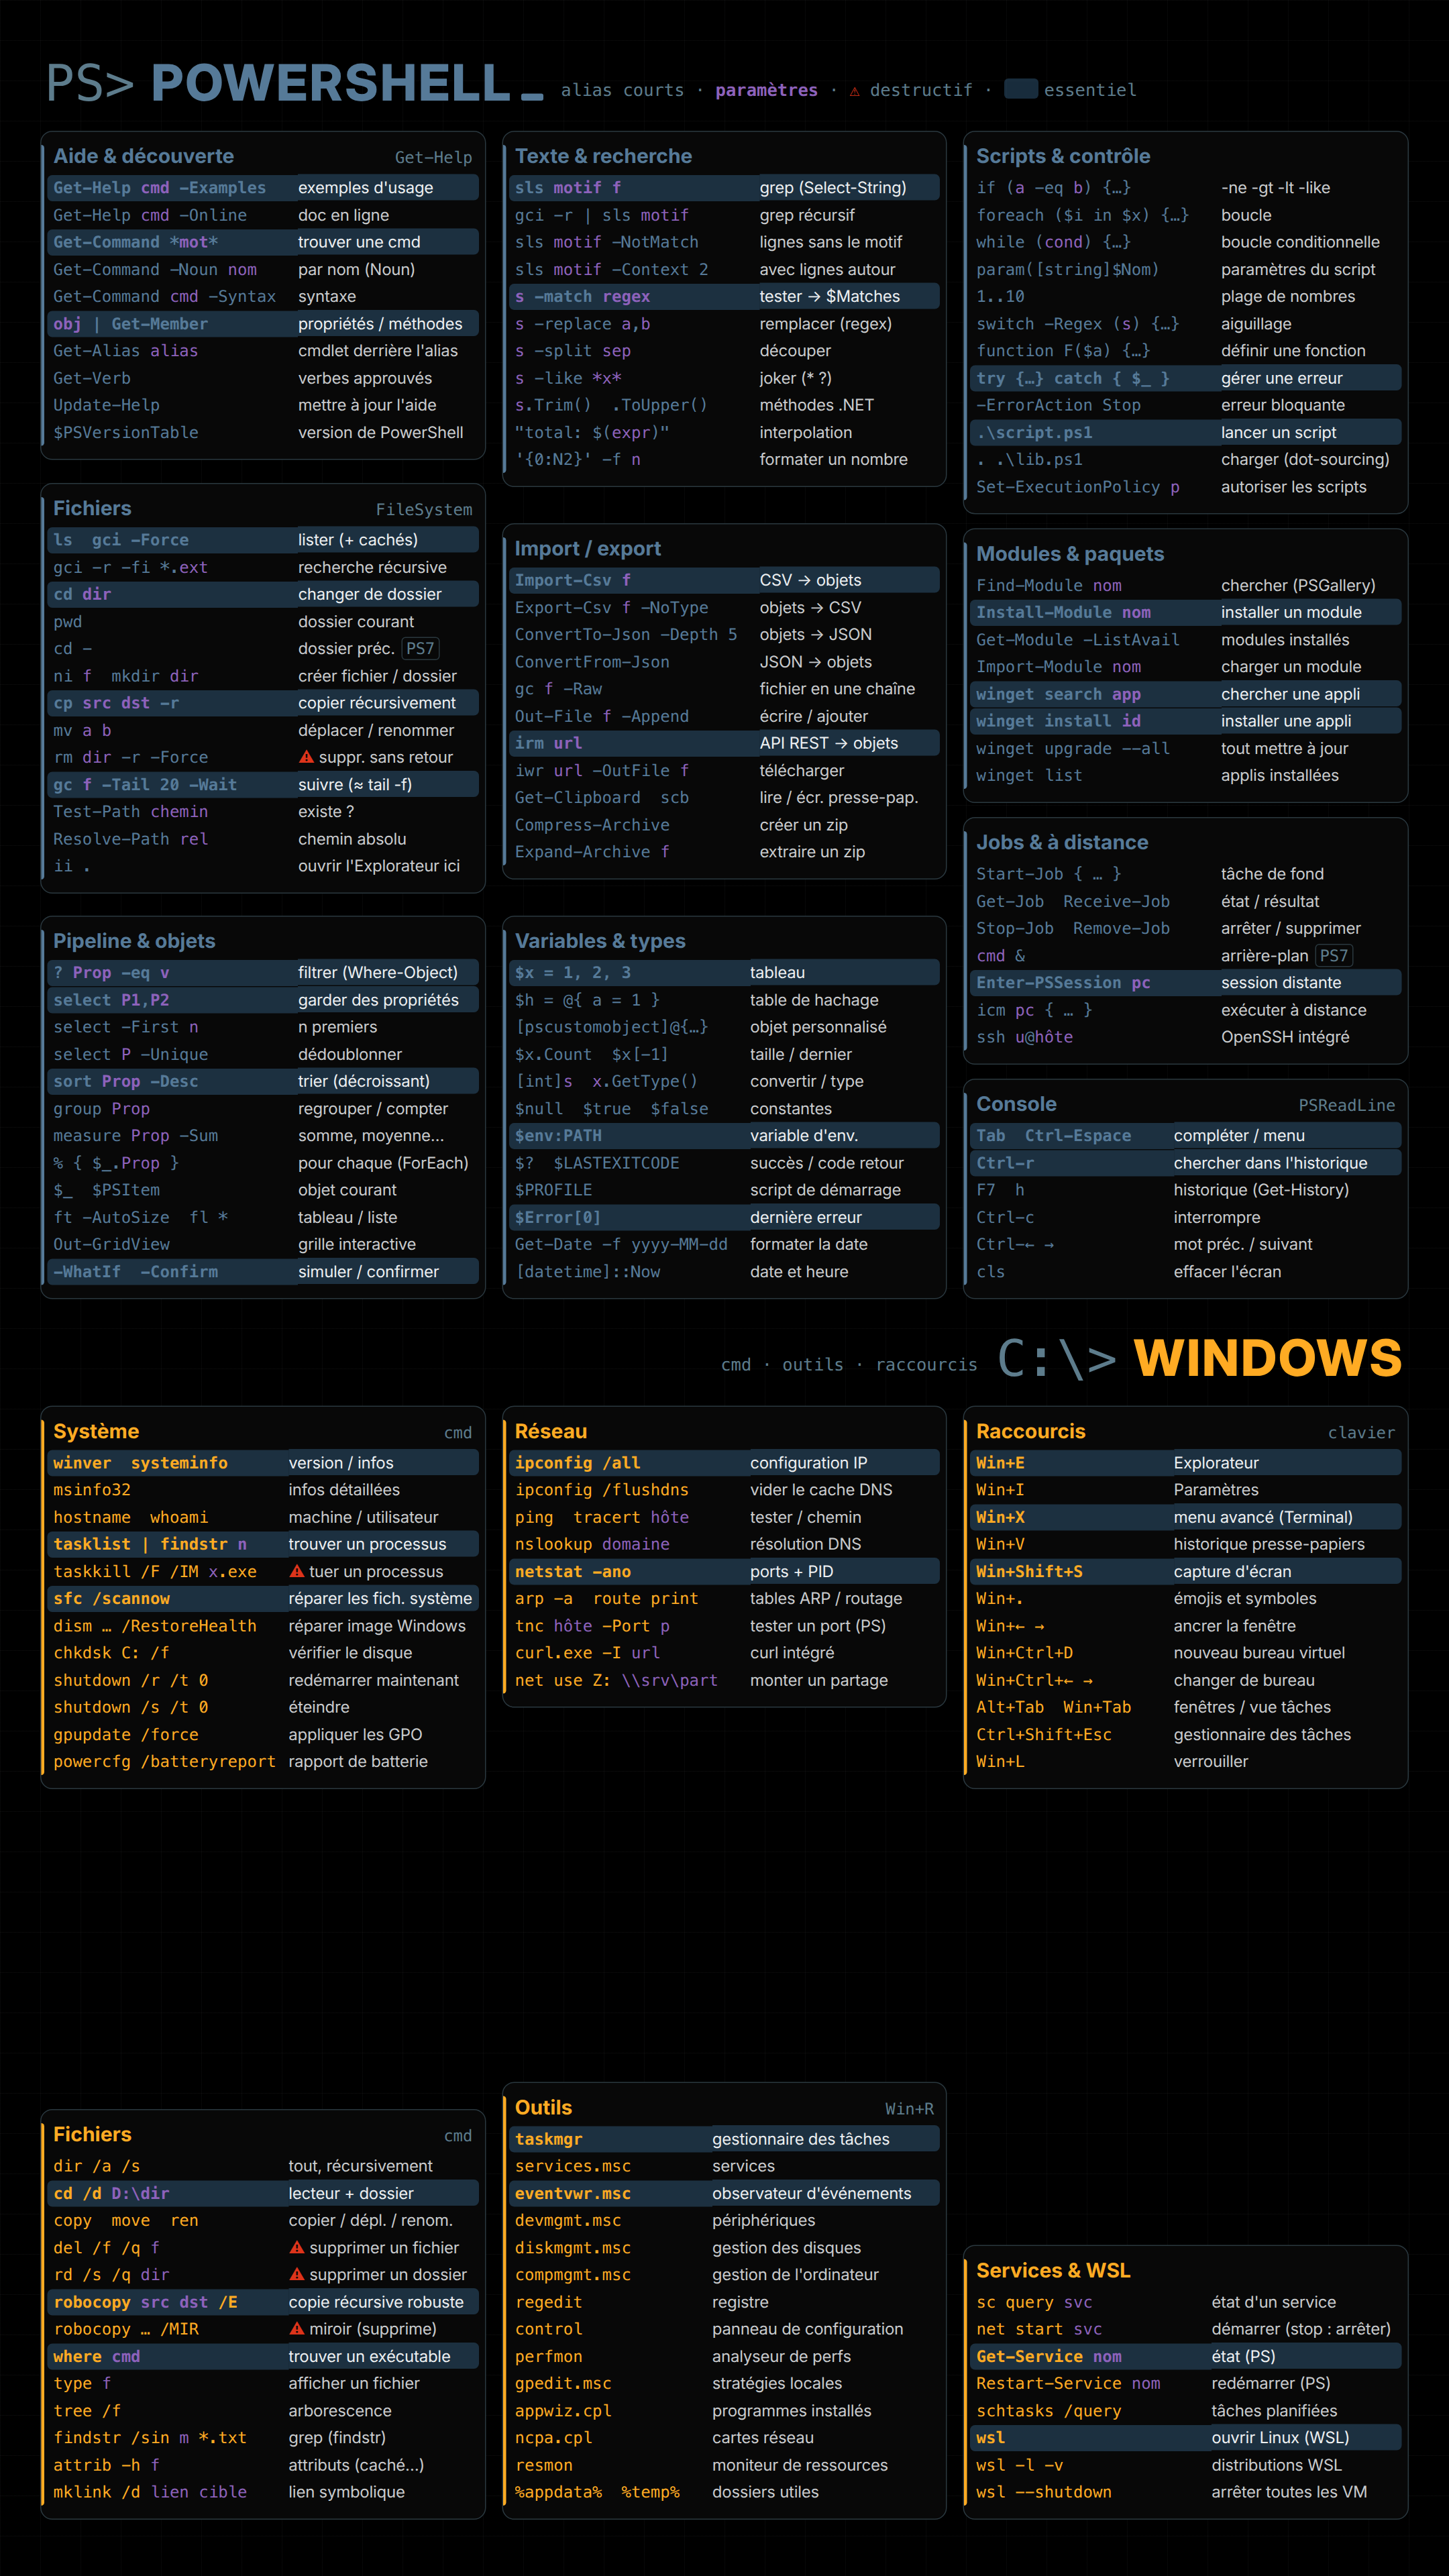 PS> POWERSHELL_ alias courts · paramètres · ⚠ destructif · essentiel
Aide & découverte Get-Help
Get-Help cmd -Examples exemples d'usage
Get-Help cmd -Online doc en ligne
Get-Command *mot* trouver une cmd
Get-Command -Noun nom par nom (Noun)
Get-Command cmd -Syntax syntaxe
obj | Get-Member propriétés / méthodes
Get-Alias alias cmdlet derrière l'alias
Get-Verb verbes approuvés
Update-Help mettre à jour l'aide
$PSVersionTable version de PowerShell
Fichiers FileSystem
ls gci -Force lister (+ cachés)
gci -r -fi *.ext recherche récursive
cd dir changer de dossier
pwd dossier courant
cd - dossier préc. PS7
ni f mkdir dir créer fichier / dossier
cp src dst -r copier récursivement
mv a b déplacer / renommer
rm dir -r -Force ⚠ suppr. sans retour
gc f -Tail 20 -Wait suivre (≈ tail -f)
Test-Path chemin existe ?
Resolve-Path rel chemin absolu
ii . ouvrir l'Explorateur ici
Pipeline & objets
? Prop -eq v filtrer (Where-Object)
select P1,P2 garder des propriétés
select -First n n premiers
select P -Unique dédoublonner
sort Prop -Desc trier (décroissant)
group Prop regrouper / compter
measure Prop -Sum somme, moyenne…
% { $_.Prop } pour chaque (ForEach)
$_ $PSItem objet courant
ft -AutoSize fl * tableau / liste
Out-GridView grille interactive
-WhatIf -Confirm simuler / confirmer
Texte & recherche
sls motif f grep (Select-String)
gci -r | sls motif grep récursif
sls motif -NotMatch lignes sans le motif
sls motif -Context 2 avec lignes autour
s -match regex tester → $Matches
s -replace a,b remplacer (regex)
s -split sep découper
s -like *x* joker (* ?)
s.Trim() .ToUpper() méthodes .NET
"total: $(expr)" interpolation
'{0:N2}' -f n formater un nombre
Import / export
Import-Csv f CSV → objets
Export-Csv f -NoType objets → CSV
ConvertTo-Json -Depth 5 objets → JSON
ConvertFrom-Json JSON → objets
gc f -Raw fichier en une chaîne
Out-File f -Append écrire / ajouter
irm url API REST → objets
iwr url -OutFile f télécharger
Get-Clipboard scb lire / écr. presse-pap.
Compress-Archive créer un zip
Expand-Archive f extraire un zip
Variables & types
$x = 1, 2, 3 tableau
$h = @{ a = 1 } table de hachage
[pscustomobject]@{…} objet personnalisé
$x.Count $x[-1] taille / dernier
[int]s x.GetType() convertir / type
$null $true $false constantes
$env:PATH variable d'env.
$? $LASTEXITCODE succès / code retour
$PROFILE script de démarrage
$Error[0] dernière erreur
Get-Date -f yyyy-MM-dd formater la date
[datetime]::Now date et heure
Scripts & contrôle
if (a -eq b) {…} -ne -gt -lt -like
foreach ($i in $x) {…} boucle
while (cond) {…} boucle conditionnelle
param([string]$Nom) paramètres du script
1..10 plage de nombres
switch -Regex (s) {…} aiguillage
function F($a) {…} définir une fonction
try {…} catch { $_ } gérer une erreur
-ErrorAction Stop erreur bloquante
.\script.ps1 lancer un script
. .\lib.ps1 charger (dot-sourcing)
Set-ExecutionPolicy p autoriser les scripts
Modules & paquets
Find-Module nom chercher (PSGallery)
Install-Module nom installer un module
Get-Module -ListAvail modules installés
Import-Module nom charger un module
winget search app chercher une appli
winget install id installer une appli
winget upgrade --all tout mettre à jour
winget list applis installées
Jobs & à distance
Start-Job { … } tâche de fond
Get-Job Receive-Job état / résultat
Stop-Job Remove-Job arrêter / supprimer
cmd & arrière-plan PS7
Enter-PSSession pc session distante
icm pc { … } exécuter à distance
ssh u@hôte OpenSSH intégré
Console PSReadLine
Tab Ctrl-Espace compléter / menu
Ctrl-r chercher dans l'historique
F7 h historique (Get-History)
Ctrl-c interrompre
Ctrl-← → mot préc. / suivant
cls effacer l'écran
cmd · outils · raccourcis C:\> WINDOWS
Système cmd
winver systeminfo version / infos
msinfo32 infos détaillées
hostname whoami machine / utilisateur
tasklist | findstr n trouver un processus
taskkill /F /IM x.exe ⚠ tuer un processus
sfc /scannow réparer les fich. système
dism … /RestoreHealth réparer image Windows
chkdsk C: /f vérifier le disque
shutdown /r /t 0 redémarrer maintenant
shutdown /s /t 0 éteindre
gpupdate /force appliquer les GPO
powercfg /batteryreport rapport de batterie
Réseau
ipconfig /all configuration IP
ipconfig /flushdns vider le cache DNS
ping tracert hôte tester / chemin
nslookup domaine résolution DNS
netstat -ano ports + PID
arp -a route print tables ARP / routage
tnc hôte -Port p tester un port (PS)
curl.exe -I url curl intégré
net use Z: \\srv\part monter un partage
Raccourcis clavier
Win+E Explorateur
Win+I Paramètres
Win+X menu avancé (Terminal)
Win+V historique presse-papiers
Win+Shift+S capture d'écran
Win+. émojis et symboles
Win+← → ancrer la fenêtre
Win+Ctrl+D nouveau bureau virtuel
Win+Ctrl+← → changer de bureau
Alt+Tab Win+Tab fenêtres / vue tâches
Ctrl+Shift+Esc gestionnaire des tâches
Win+L verrouiller
Fichiers cmd
dir /a /s tout, récursivement
cd /d D:\dir lecteur + dossier
copy move ren copier / dépl. / renom.
del /f /q f ⚠ supprimer un fichier
rd /s /q dir ⚠ supprimer un dossier
robocopy src dst /E copie récursive robuste
robocopy … /MIR ⚠ miroir (supprime)
where cmd trouver un exécutable
type f afficher un fichier
tree /f arborescence
findstr /sin m *.txt grep (findstr)
attrib -h f attributs (caché…)
mklink /d lien cible lien symbolique
Outils Win+R
taskmgr gestionnaire des tâches
services.msc services
eventvwr.msc observateur d'événements
devmgmt.msc périphériques
diskmgmt.msc gestion des disques
compmgmt.msc gestion de l'ordinateur
regedit registre
control panneau de configuration
perfmon analyseur de perfs
gpedit.msc stratégies locales
appwiz.cpl programmes installés
ncpa.cpl cartes réseau
resmon moniteur de ressources
%appdata% %temp% dossiers utiles
Services & WSL
sc query svc état d'un service
net start svc démarrer (stop : arrêter)
Get-Service nom état (PS)
Restart-Service nom redémarrer (PS)
schtasks /query tâches planifiées
wsl ouvrir Linux (WSL)
wsl -l -v distributions WSL
wsl --shutdown arrêter toutes les VM